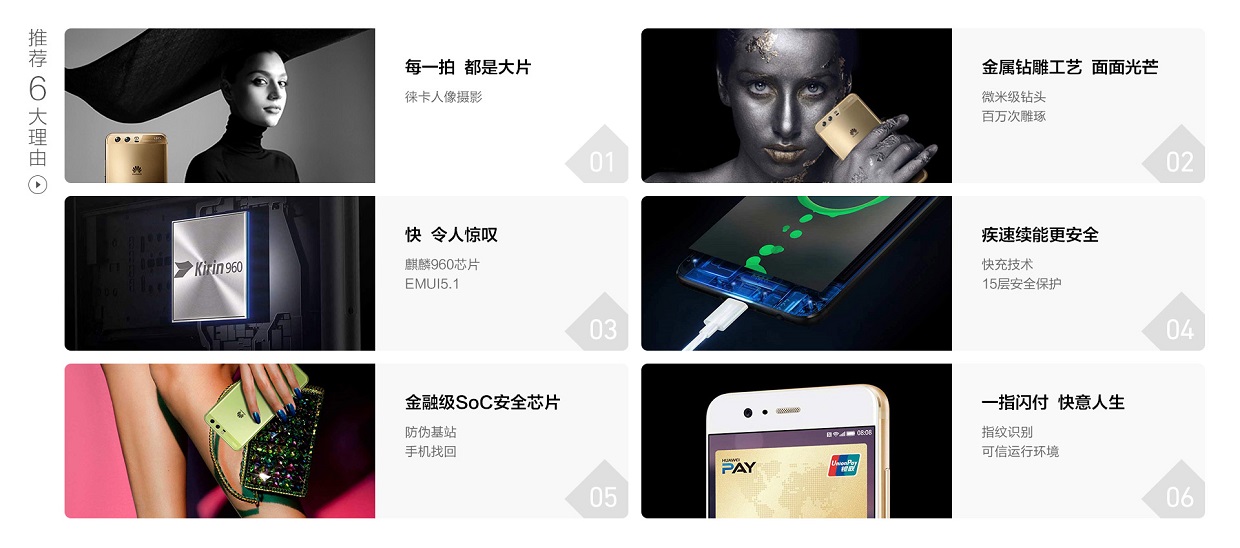 推荐
6
大理由
每一拍 都是大片
徕卡人像摄影
01
HUAWEI
金属钻雕工艺 面面光芒
微米级钻头
百万次雕琢
02
快 令人惊叹
麒麟960芯片
EMUI5.1
03
Kirin 960
疾速续能更安全
快充技术
15层安全保护
04
金融级SoC安全芯片
防伪基站
手机找回
05
一指闪付 快意人生
指纹识别
可信运行环境
06
08:08
HUAWEI
PAY
UnionPay
银联